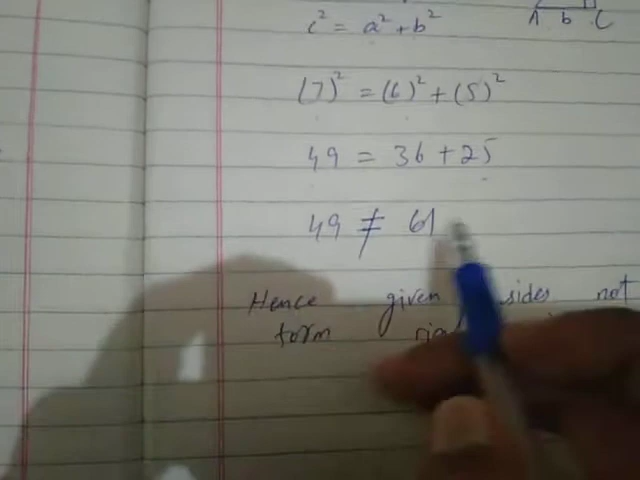 c² = a² + b²
A b C
(7)² = (6)² + (5)²
49 = 36 + 25
49 ≠ 61
Hence given sides not
form